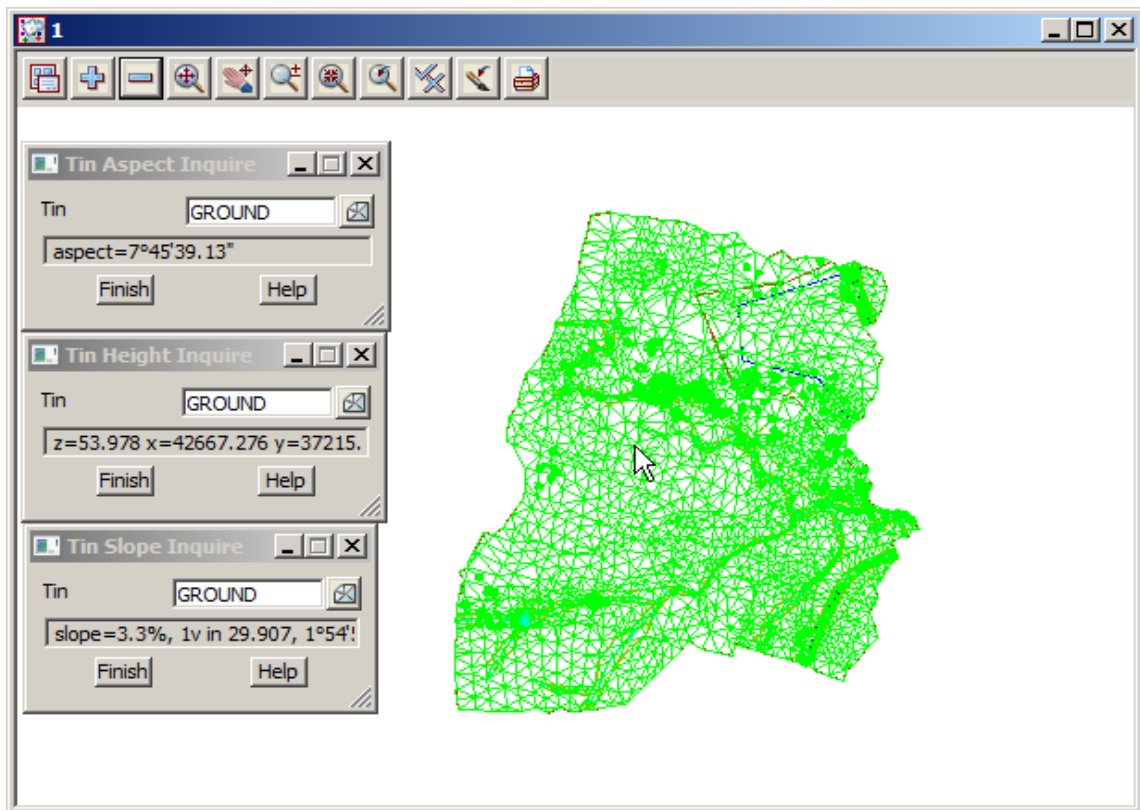 1
Tin Aspect Inquire
Tin GROUND
aspect=7°45'39.13"
Finish Help
Tin Height Inquire
Tin GROUND
z=53.978 x=42667.276 y=37215.
Finish Help
Tin Slope Inquire
Tin GROUND
slope=3.3%, 1v in 29.907, 1°54'
Finish Help